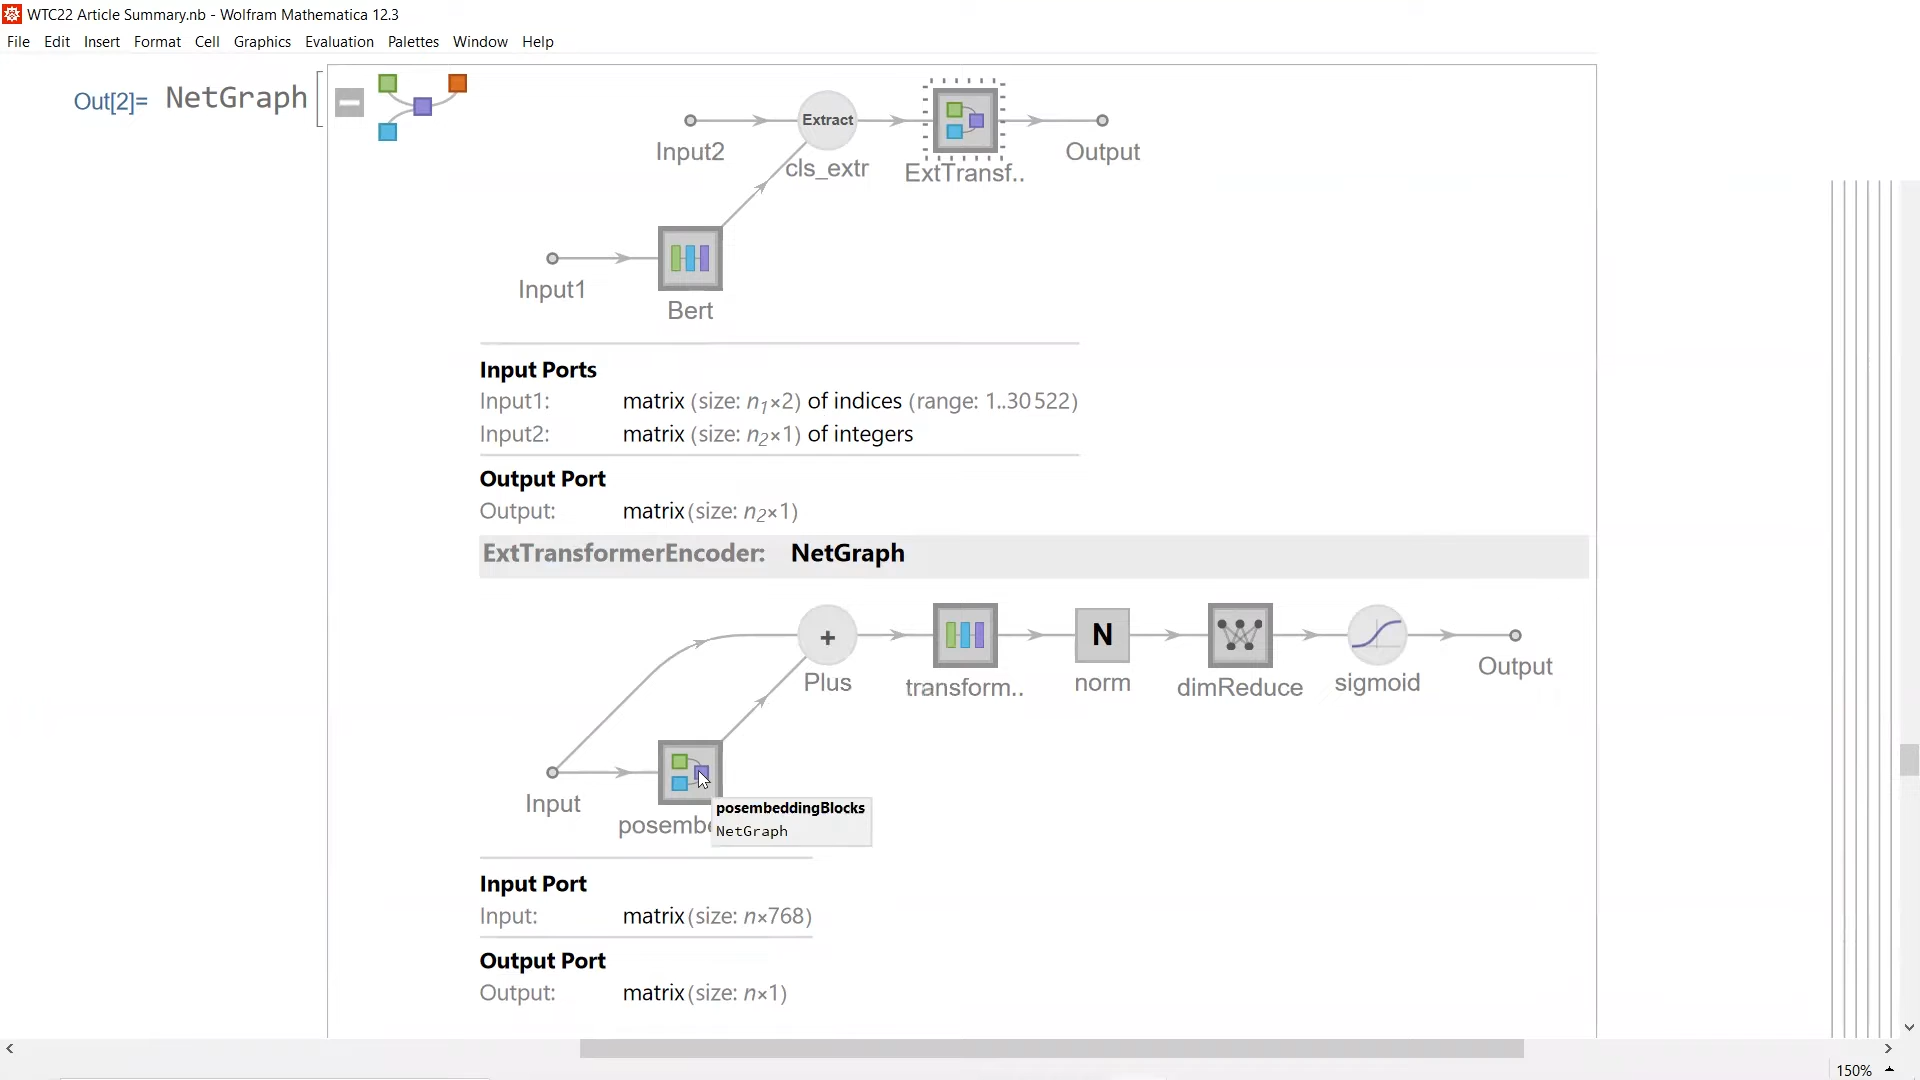 WTC22 Article Summary.nb - Wolfram Mathematica 12.3
File Edit Insert Format Cell Graphics Evaluation Palettes Window Help
Out[2]= NetGraph
Extract
Input2
cls_extr
ExtTransf..
Output
Input1
Bert
Input Ports
Input1: matrix (size: n1×2) of indices (range: 1..30522)
Input2: matrix (size: n2×1) of integers
Output Port
Output: matrix (size: n2×1)
ExtTransformerEncoder: NetGraph
+
N
Plus
transform..
norm
dimReduce
sigmoid
Output
Input
posembe
posembeddingBlocks
NetGraph
Input Port
Input: matrix (size: n×768)
Output Port
Output: matrix (size: n×1)
150%